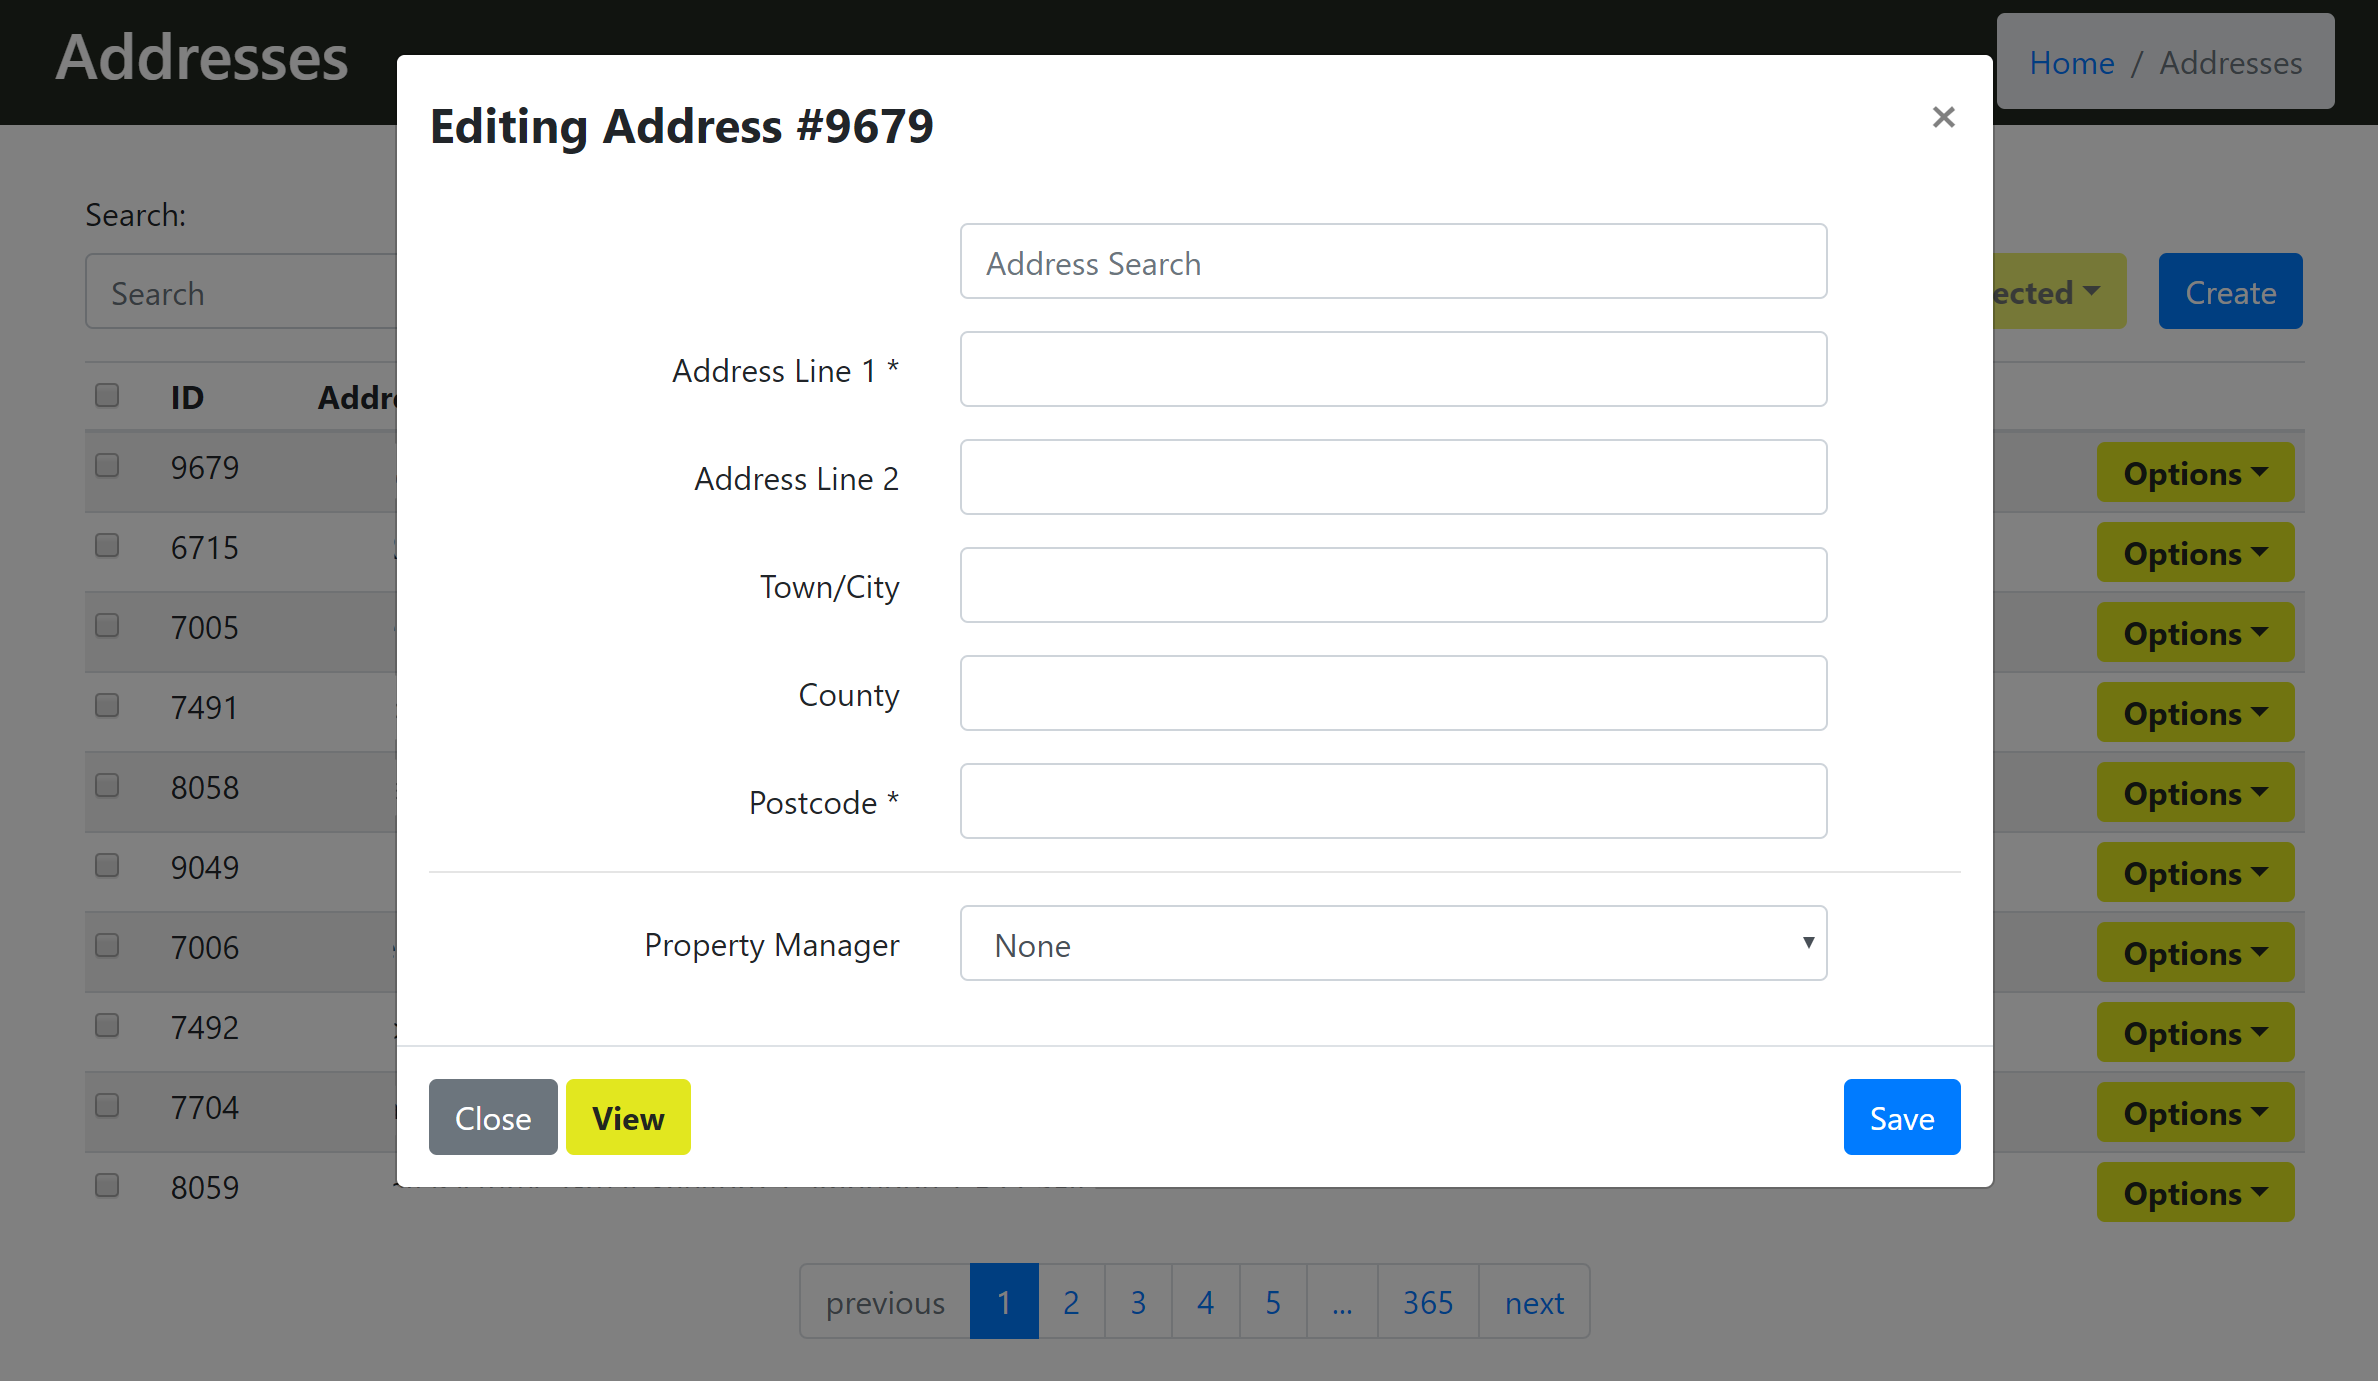 Addresses
Home / Addresses
Editing Address #9679
×
Search:
Search
Address Search
Create
Address Line 1 *
ID
9679
Options
Address Line 2
6715
Options
Town/City
7005
Options
County
7491
Options
Postcode *
8058
Options
9049
Options
Property Manager
None
7006
Options
7492
Options
Close
View
Save
7704
Options
8059
Options
previous 1 2 3 4 5 ... 365 next